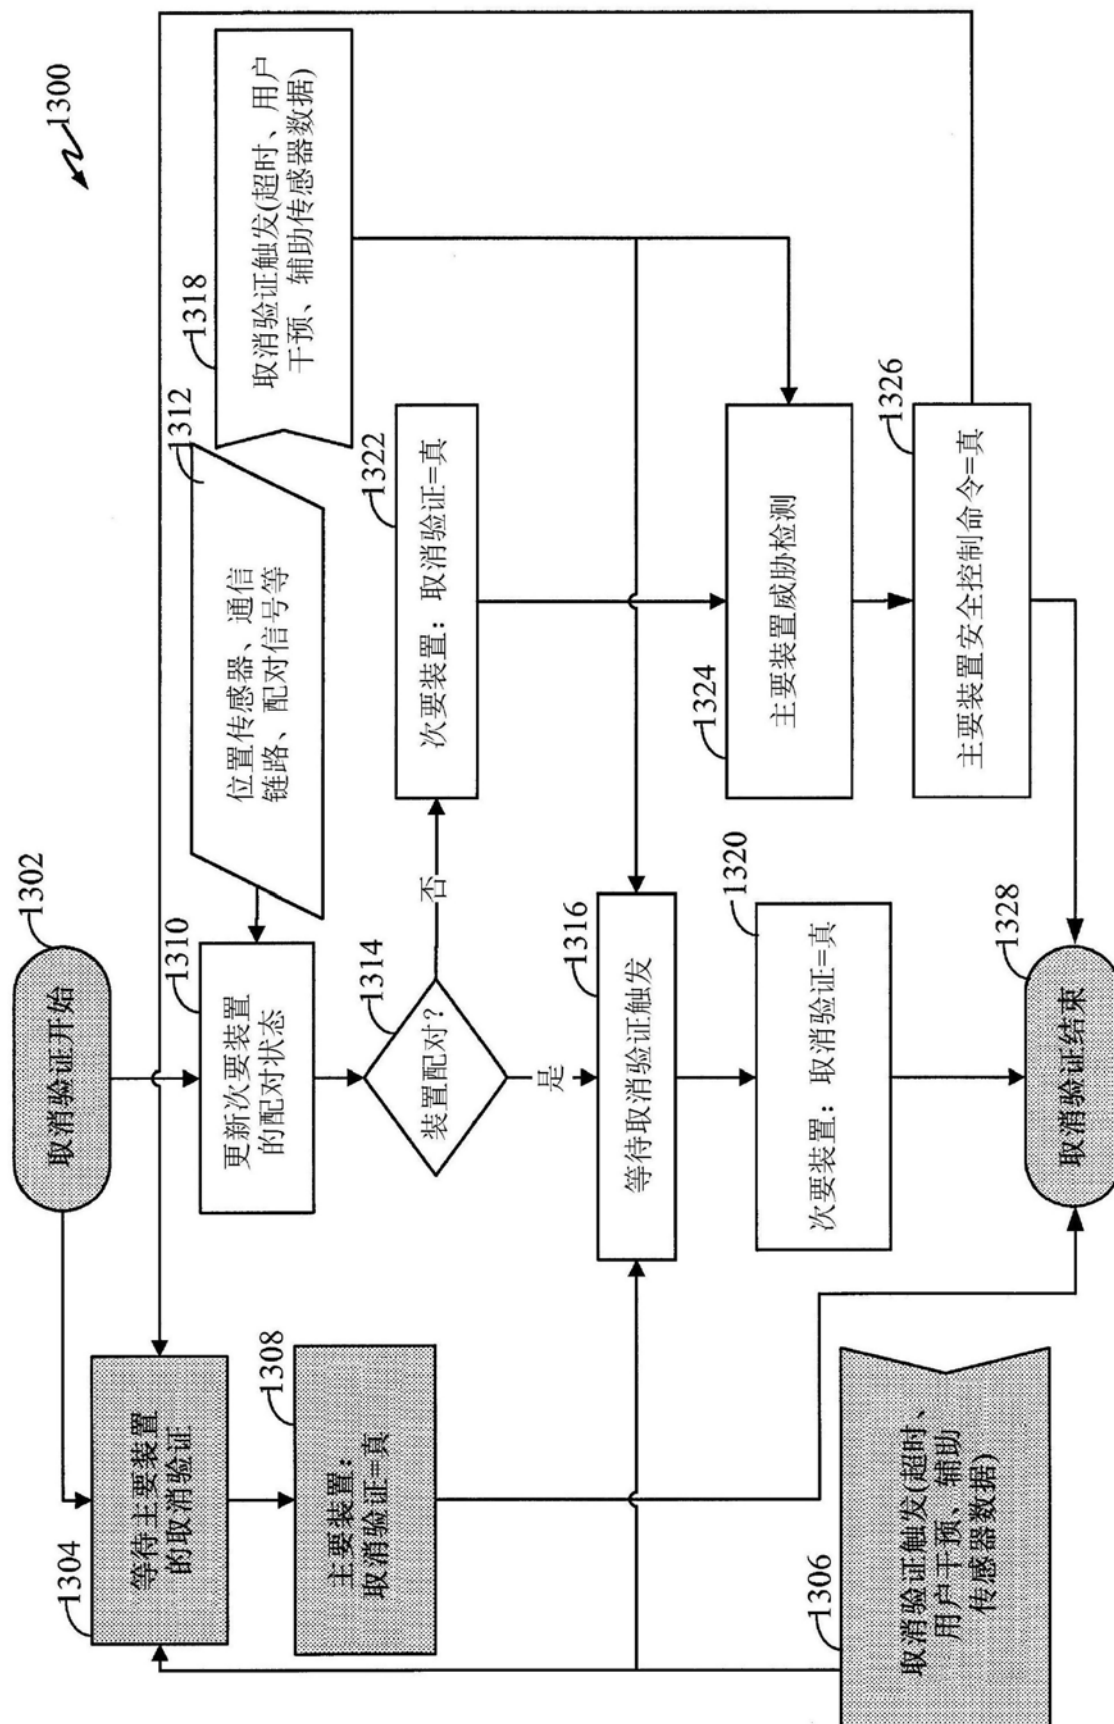 1300
1302
取消验证开始
1304
等待主要装置
的取消验证
1306
取消验证触发(超时、
用户干预、辅助
传感器数据)
1308
主要装置:
取消验证=真
1310
更新次要装置
的配对状态
1312
位置传感器、通信
链路、配对信号等
1314
装置配对?
否
是
1316
等待取消验证触发
1318
取消验证触发(超时、用户
干预、辅助传感器数据)
1320
次要装置: 取消验证=真
1322
次要装置: 取消验证=真
1324
主要装置威胁检测
1326
主要装置安全控制命令=真
1328
取消验证结束